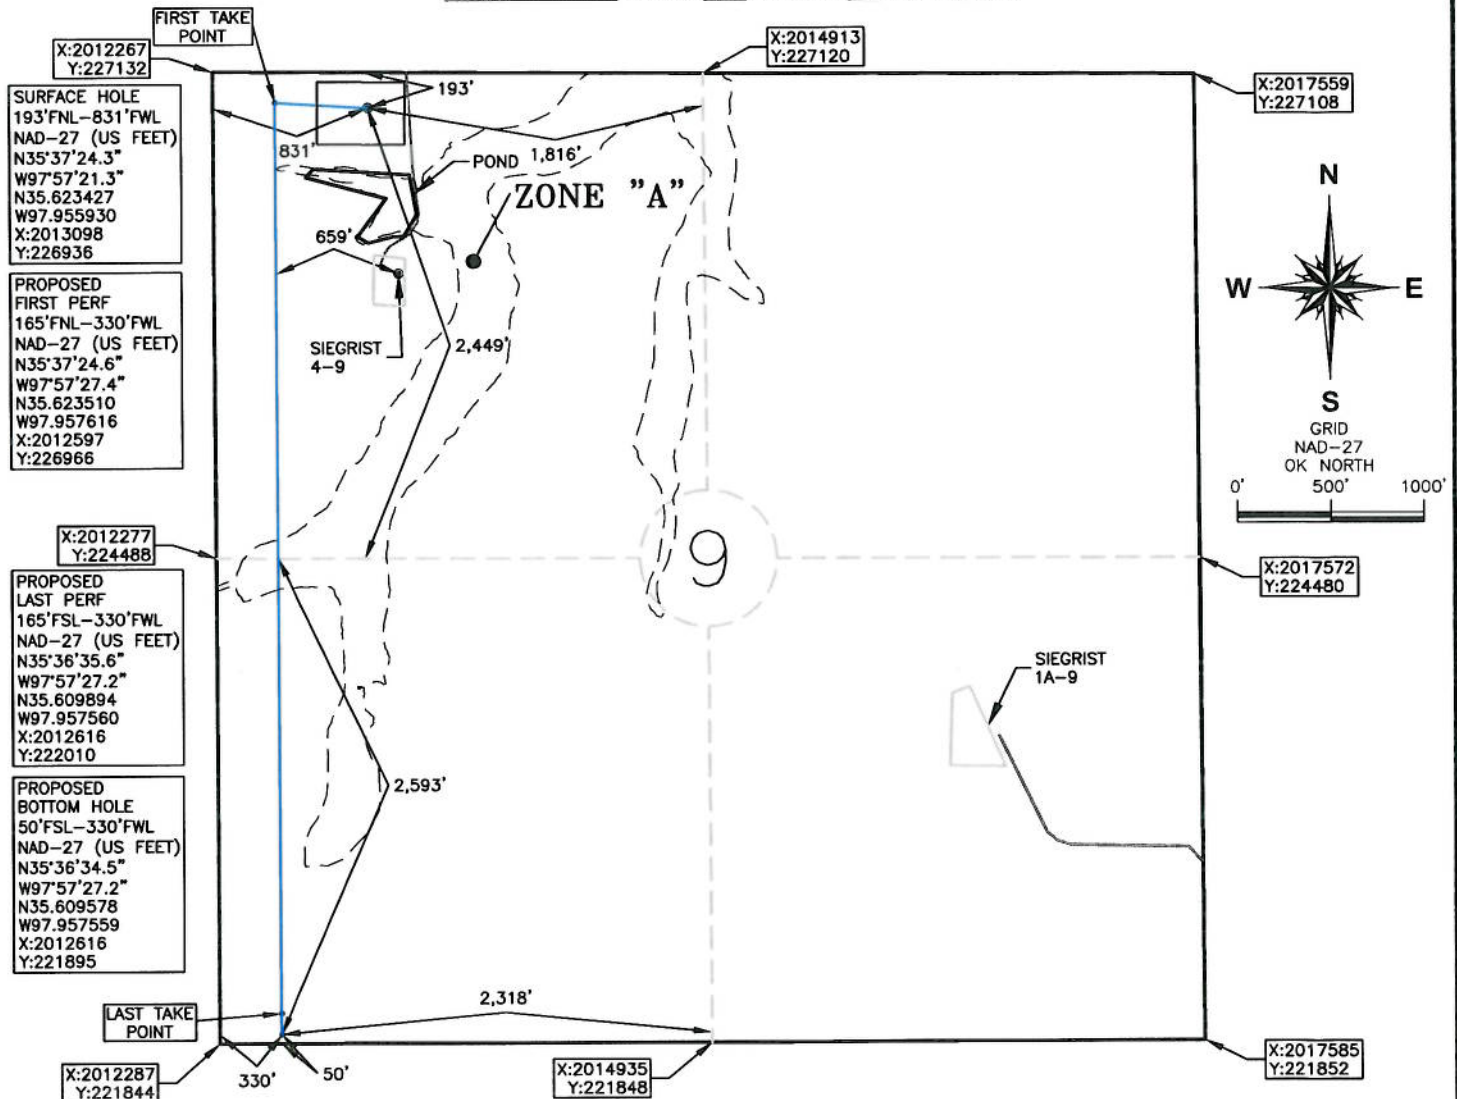 FIRST TAKE
POINT
X:2012267
Y:227132
X:2014913
Y:227120
X:2017559
Y:227108
SURFACE HOLE
193'FNL-831'FWL
NAD-27 (US FEET)
N35°37'24.3"
W97°57'21.3"
N35.623427
W97.955930
X:2013098
Y:226936
193'
831'
POND
1,816'
ZONE "A"
659'
SIEGRIST
4-9
2,449'
N
W
E
S
GRID
NAD-27
OK NORTH
0'
500'
1000'
PROPOSED
FIRST PERF
165'FNL-330'FWL
NAD-27 (US FEET)
N35°37'24.6"
W97°57'27.4"
N35.623510
W97.957616
X:2012597
Y:226966
X:2012277
Y:224488
9
X:2017572
Y:224480
PROPOSED
LAST PERF
165'FSL-330'FWL
NAD-27 (US FEET)
N35°36'35.6"
W97°57'27.2"
N35.609894
W97.957560
X:2012616
Y:222010
SIEGRIST
1A-9
2,593'
PROPOSED
BOTTOM HOLE
50'FSL-330'FWL
NAD-27 (US FEET)
N35°36'34.5"
W97°57'27.2"
N35.609578
W97.957559
X:2012616
Y:221895
LAST TAKE
POINT
2,318'
X:2012287
Y:221844
330'
50'
X:2014935
Y:221848
X:2017585
Y:221852